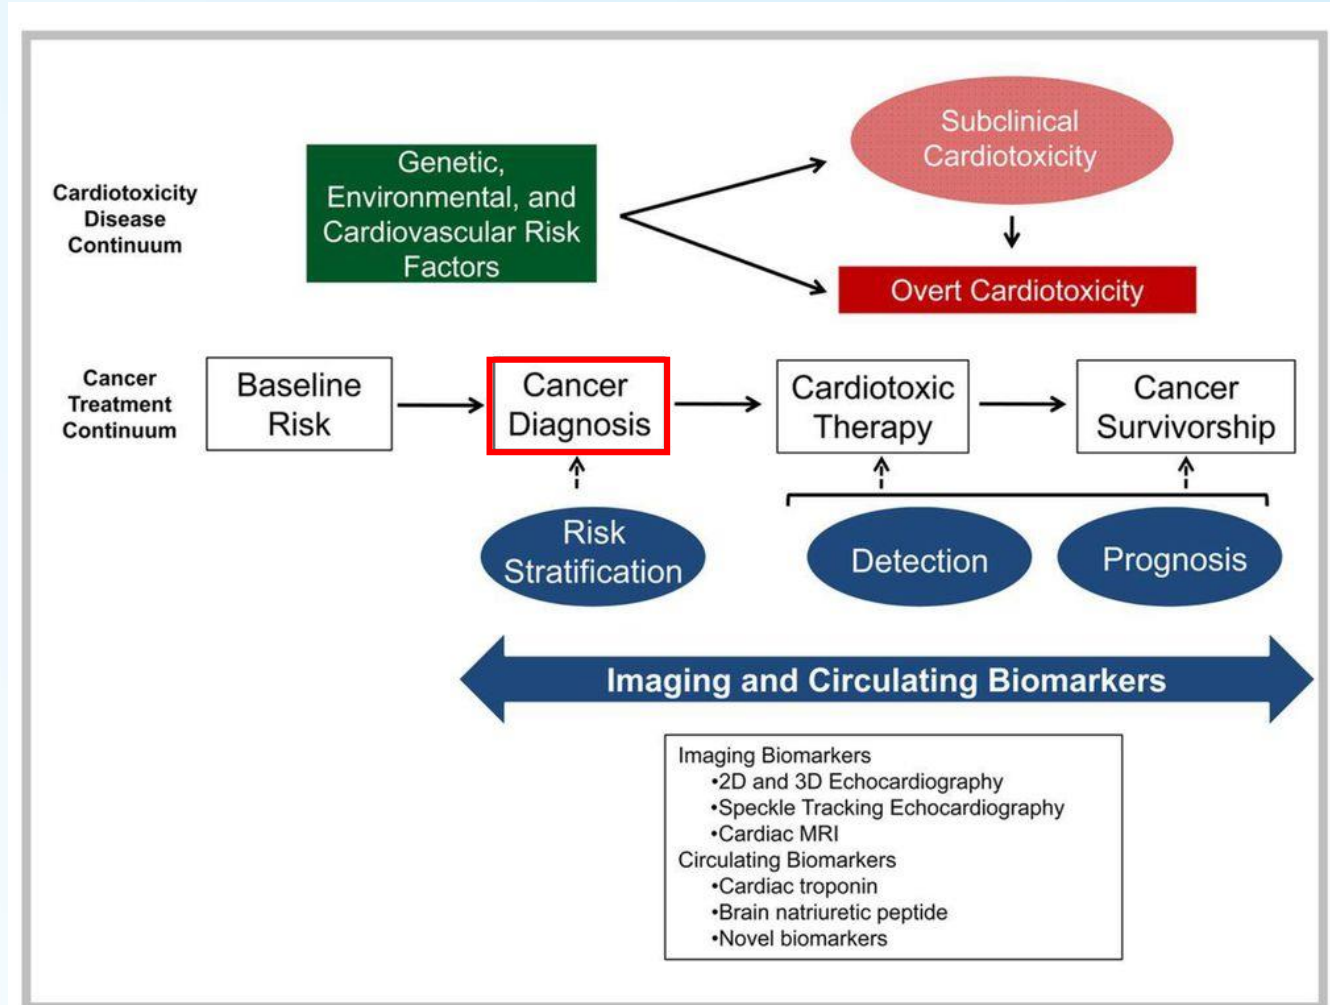 Cardiotoxicity
Disease
Continuum
Genetic,
Environmental, and
Cardiovascular Risk
Factors
Subclinical
Cardiotoxicity
Overt Cardiotoxicity
Cancer
Treatment
Continuum
Baseline
Risk
Cancer
Diagnosis
Cardiotoxic
Therapy
Cancer
Survivorship
Risk
Stratification
Detection
Prognosis
Imaging and Circulating Biomarkers
Imaging Biomarkers
•2D and 3D Echocardiography
•Speckle Tracking Echocardiography
•Cardiac MRI
Circulating Biomarkers
•Cardiac troponin
•Brain natriuretic peptide
•Novel biomarkers